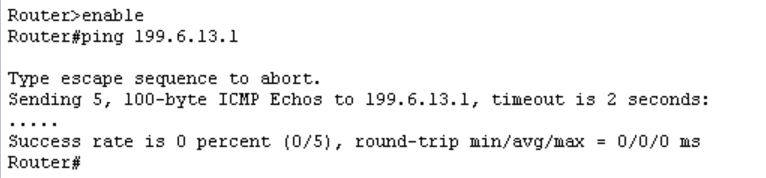 Router>enable
Router#ping 199.6.13.1
Type escape sequence to abort.
Sending 5, 100-byte ICMP Echos to 199.6.13.1, timeout is 2 seconds:
.....
Success rate is 0 percent (0/5), round-trip min/avg/max = 0/0/0 ms
Router#